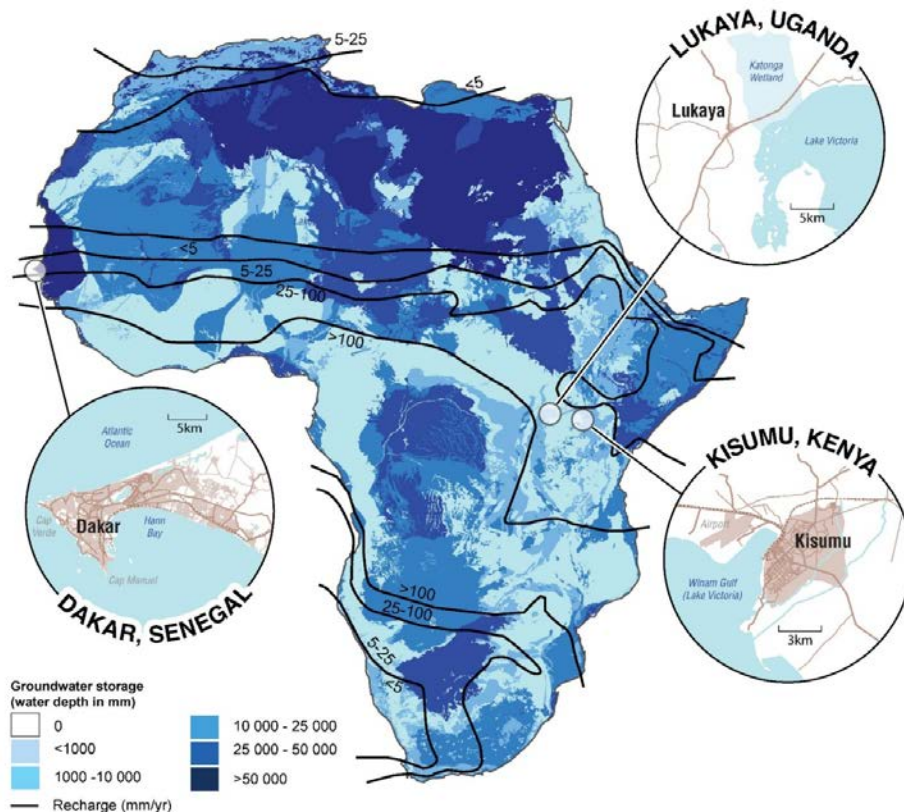 5-25
<5
<5
5-25
25-100
>100
>100
25-100
5-25
<5
LUKAYA, UGANDA
Katonga
Wetland
Lukaya
Lake Victoria
5km
KISUMU, KENYA
Airport
Kisumu
Winam Gulf
(Lake Victoria)
3km
5km
Atlantic
Ocean
Cap
Verde
Dakar
Hann
Bay
Cap Manuel
DAKAR, SENEGAL
Groundwater storage
(water depth in mm)
0
<1000
1000 -10 000
10 000 - 25 000
25 000 - 50 000
>50 000
Recharge (mm/yr)